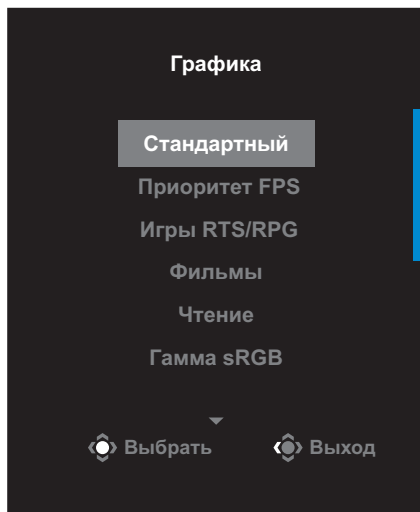 Графика
Стандартный
Приоритет FPS
Игры RTS/RPG
Фильмы
Чтение
Гамма sRGB
Выбрать Выход